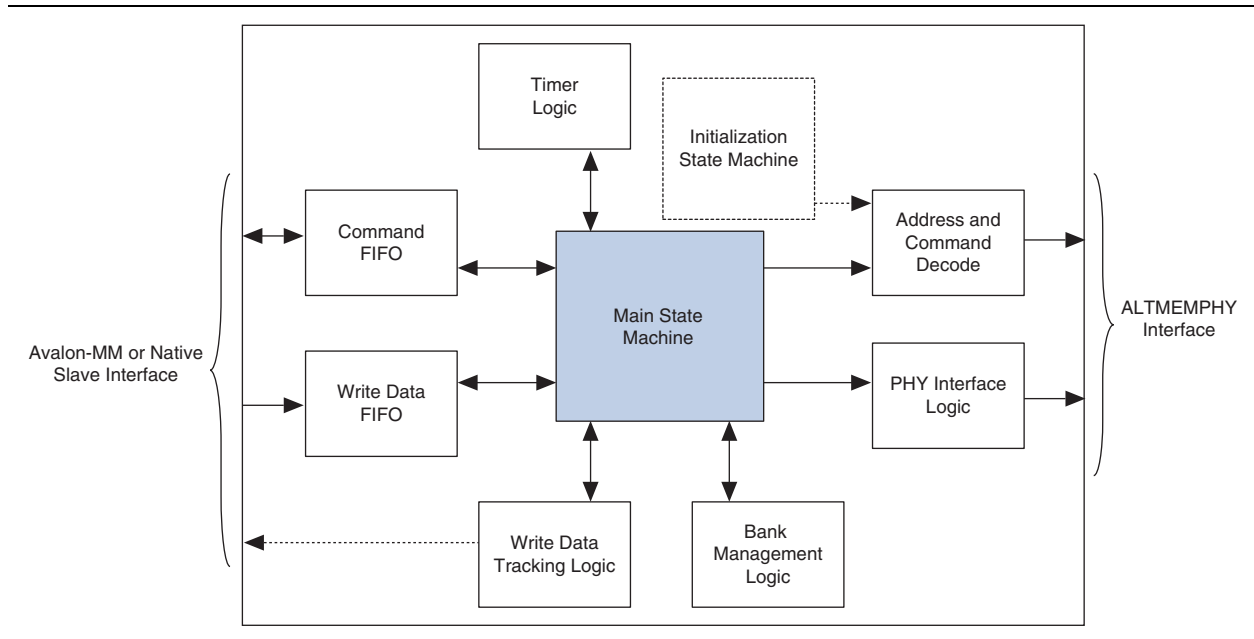 Timer
Logic
Initialization
State Machine
Command
FIFO
Address and
Command
Decode
Main State
Machine
ALTMEMPHY
Interface
Avalon-MM or Native
Slave Interface
Write Data
FIFO
PHY Interface
Logic
Write Data
Tracking Logic
Bank
Management
Logic